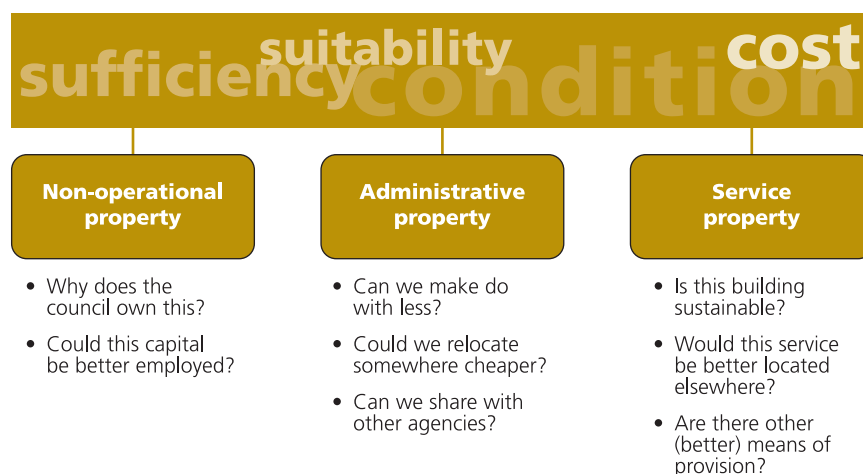 suitability
cost
sufficiency
condition
Non-operational
property
Administrative
property
Service
property
• Why does the
council own this?
• Could this capital
be better employed?
• Can we make do
with less?
• Could we relocate
somewhere cheaper?
• Can we share with
other agencies?
• Is this building
sustainable?
• Would this service
be better located
elsewhere?
• Are there other
(better) means of
provision?